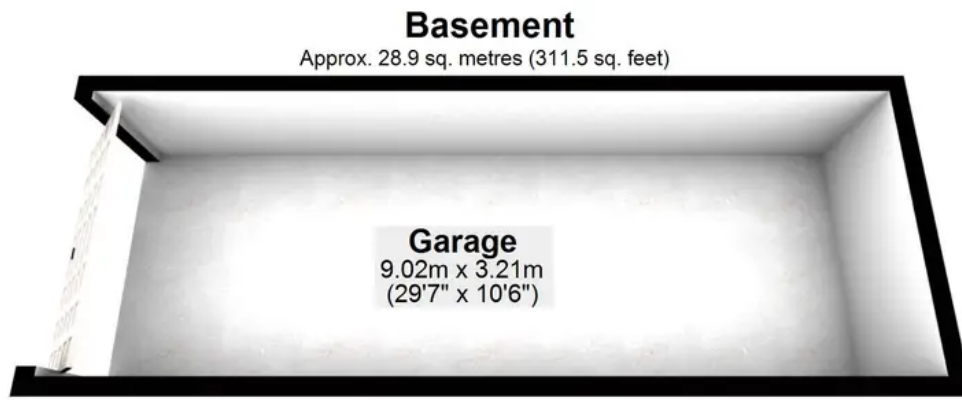 Basement
Approx. 28.9 sq. metres (311.5 sq. feet)
Garage
9.02m x 3.21m
(29'7" x 10'6")